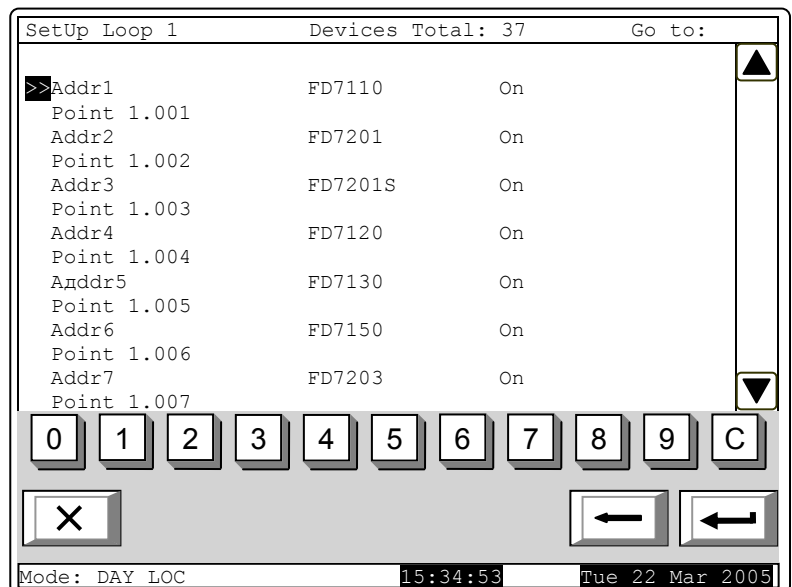 SetUp Loop 1 Devices Total: 37 Go to:
>>Addr1 FD7110 On
Point 1.001
Addr2 FD7201 On
Point 1.002
Addr3 FD7201S On
Point 1.003
Addr4 FD7120 On
Point 1.004
Aдddr5 FD7130 On
Point 1.005
Addr6 FD7150 On
Point 1.006
Addr7 FD7203 On
Point 1.007
0 1 2 3 4 5 6 7 8 9 C
Mode: DAY LOC 15:34:53 Tue 22 Mar 2005